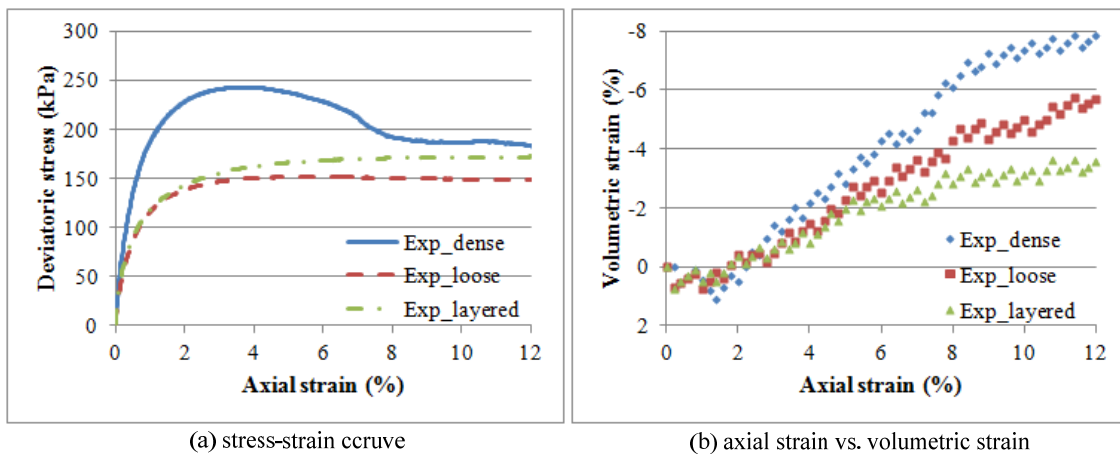 300
250
200
150
100
50
0
Deviatoric stress (kPa)
Exp_dense
Exp_loose
Exp_layered
0 2 4 6 8 10 12
Axial strain (%)
(a) stress-strain ccruve
-8
-6
-4
-2
0
2
Volumetric strain (%)
Exp_dense
Exp_loose
Exp_layered
0 2 4 6 8 10 12
Axial strain (%)
(b) axial strain vs. volumetric strain